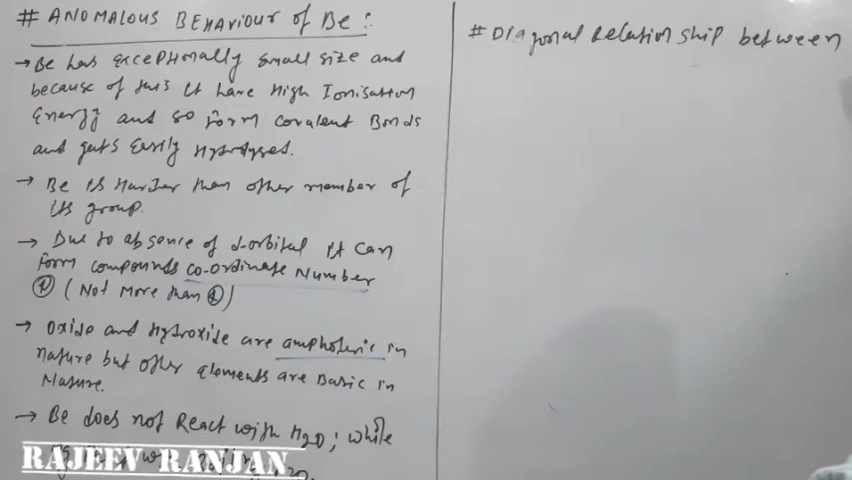 # ANOMALOUS BEHAVIOUR of Be :
→ Be has exceptionally small size and
because of this it have High Ionisation
Energy and so form covalent Bonds
and gets Easily Hydrolysed.
→ Be is Harder than other member of
its group.
→ Due to absence of d-orbital it can
form compounds co-ordinate Number
④ (Not more than ④)
→ Oxide and Hydroxide are amphoteric in
nature but other elements are Basic in
Nature.
→ Be does not React with H2O; while
RAJEEV RANJAN
# Diagonal Relation ship between